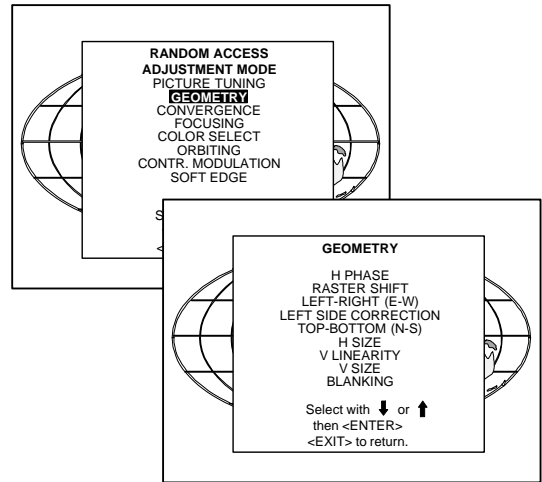 RANDOM ACCESS
ADJUSTMENT MODE
PICTURE TUNING
GEOMETRY
CONVERGENCE
FOCUSING
COLOR SELECT
ORBITING
CONTR. MODULATION
SOFT EDGE
S
<
GEOMETRY
H PHASE
RASTER SHIFT
LEFT-RIGHT (E-W)
LEFT SIDE CORRECTION
TOP-BOTTOM (N-S)
H SIZE
V LINEARITY
V SIZE
BLANKING
Select with ⬇ or ⬆
then <ENTER>
<EXIT> to return.